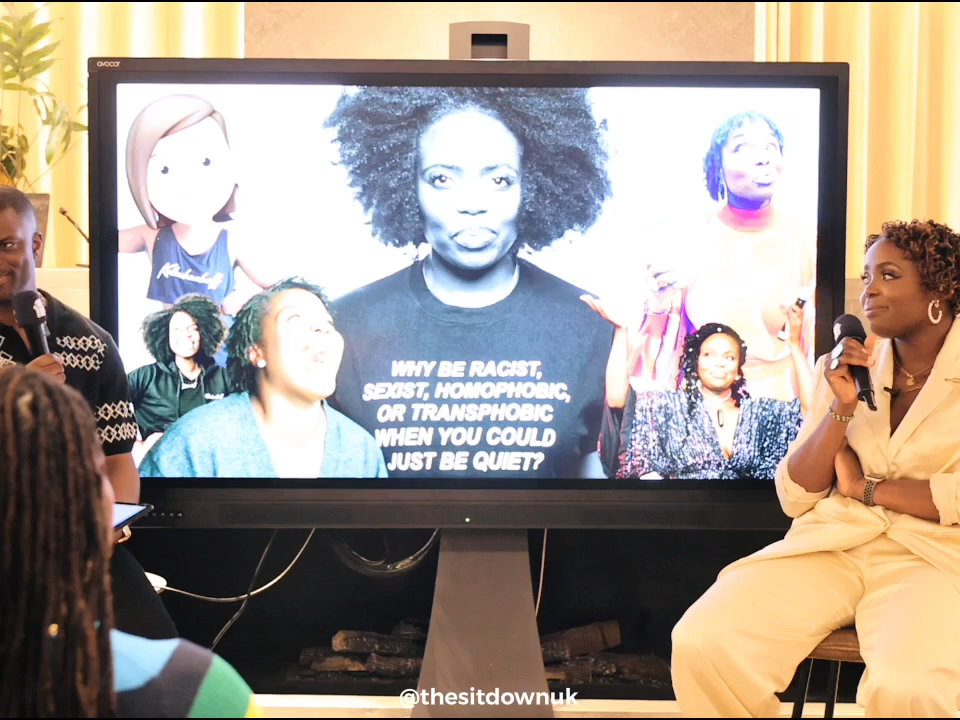 avocor
WHY BE RACIST,
SEXIST, HOMOPHOBIC,
OR TRANSPHOBIC
WHEN YOU COULD
JUST BE QUIET?
@thesitdownuk